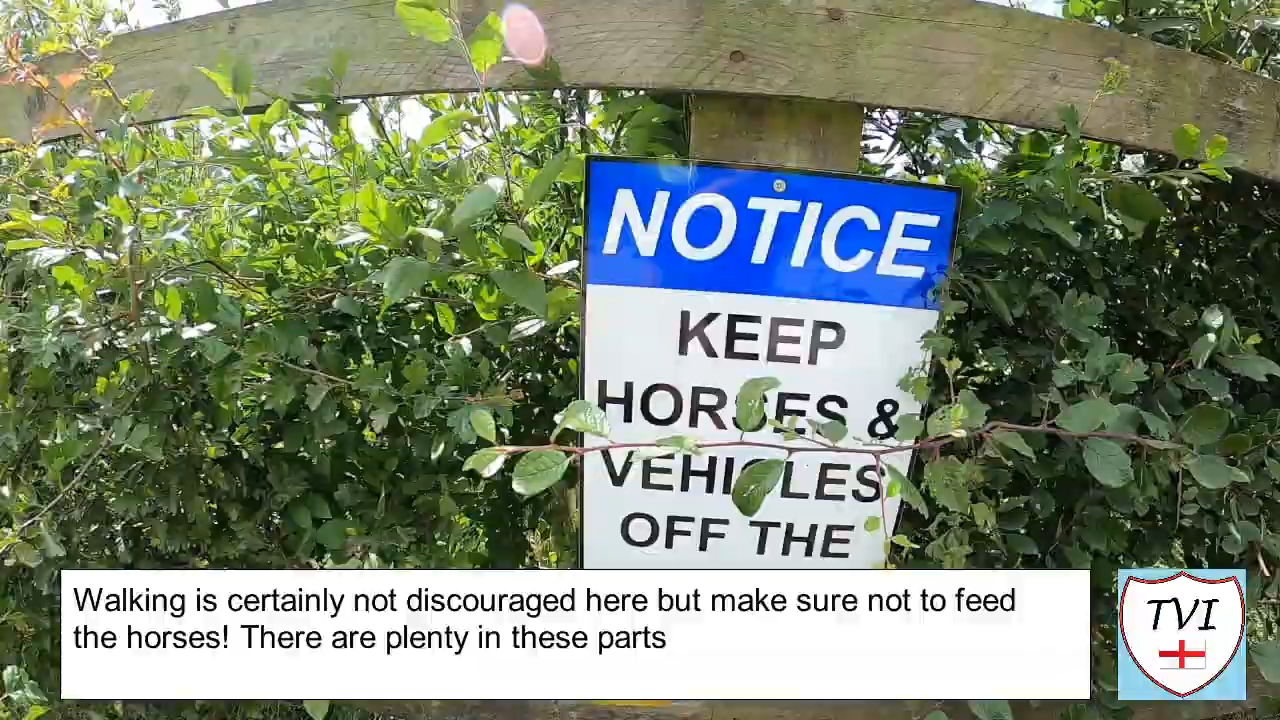 NOTICE
KEEP
HORSES &
VEHICLES
OFF THE
Walking is certainly not discouraged here but make sure not to feed
the horses! There are plenty in these parts
TVI